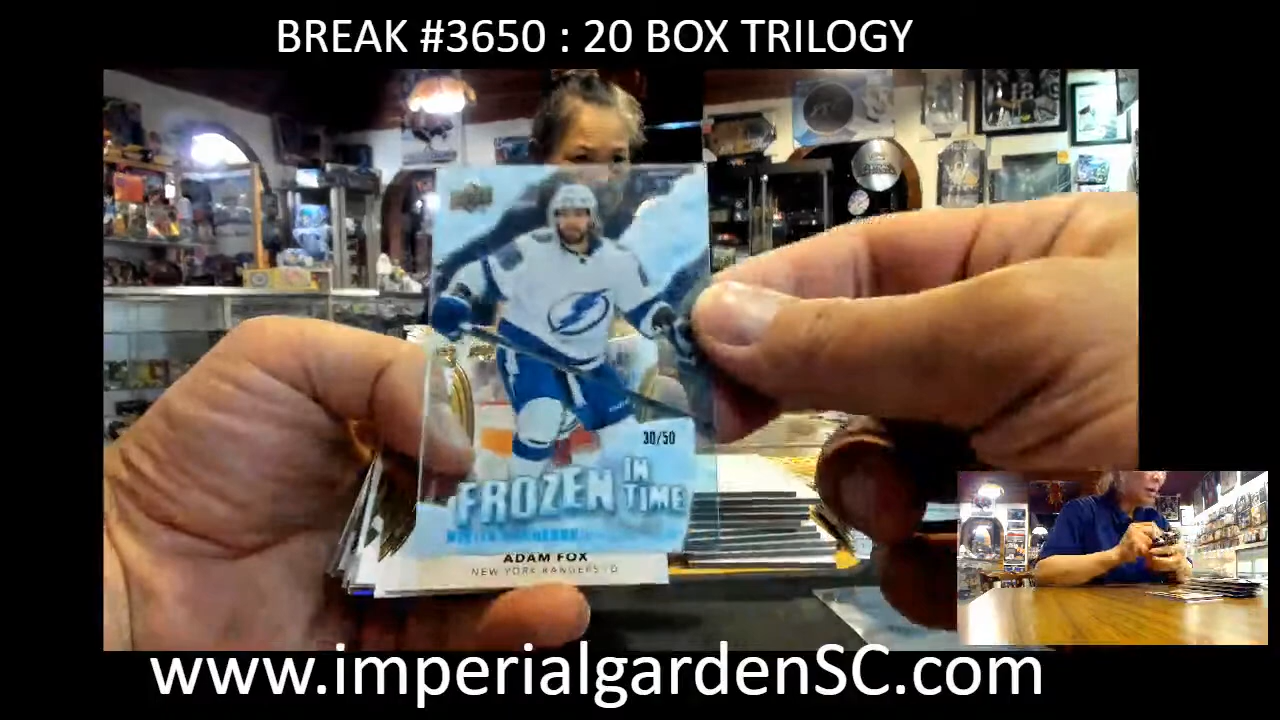 BREAK #3650 : 20 BOX TRILOGY
30/50
FROZEN IN TIME
ADAM FOX
NEW YORK RANGERS
www.imperialgardenSC.com